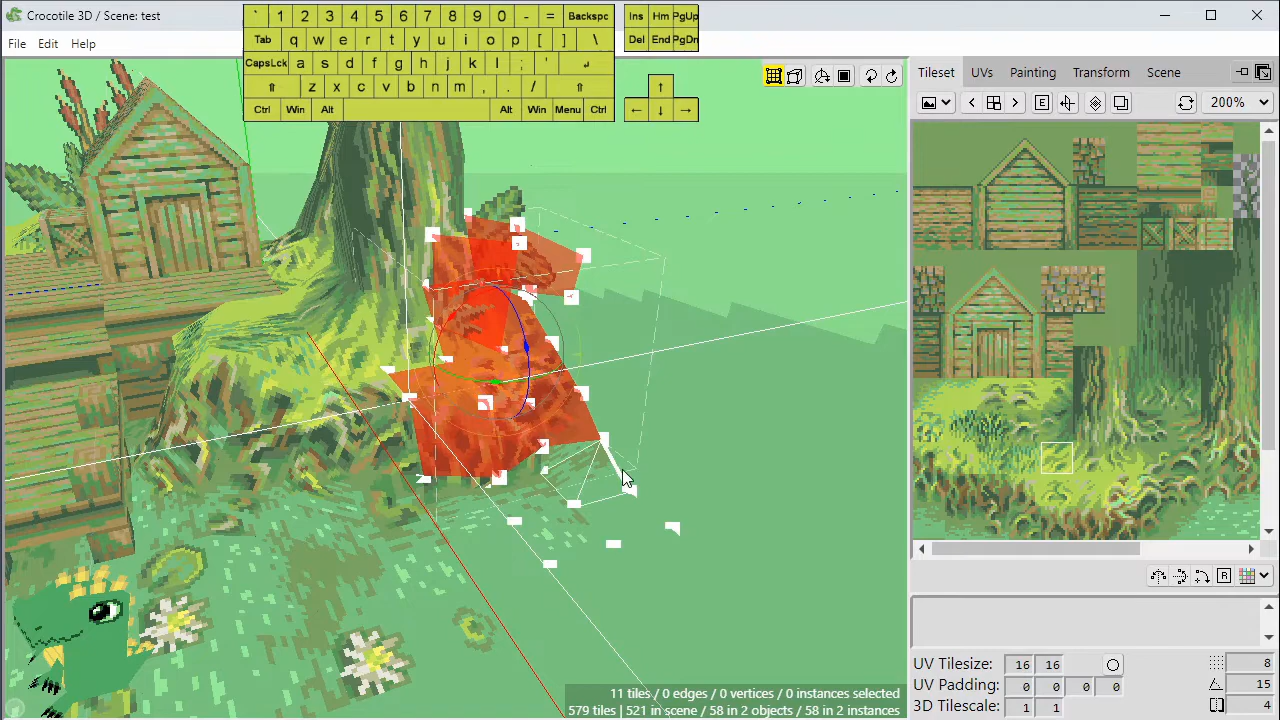 Crocotile 3D / Scene: test
File Edit Help
` 1 2 3 4 5 6 7 8 9 0 - = Backspc
Tab q w e r t y u i o p [ ] \
CapsLck a s d f g h j k l ; ' ↵
⇧ z x c v b n m , . / ⇧
Ctrl Win Alt Alt Win Menu Ctrl
Ins Hm PgUp
Del End PgDn
↑
← ↓ →
Tileset UVs Painting Transform Scene
E 200%
R
UV Tilesize: 16 16 8
UV Padding: 0 0 0 0 15
3D Tilescale: 1 1 4
11 tiles / 0 edges / 0 vertices / 0 instances selected
579 tiles | 521 in scene / 58 in 2 objects / 58 in 2 instances